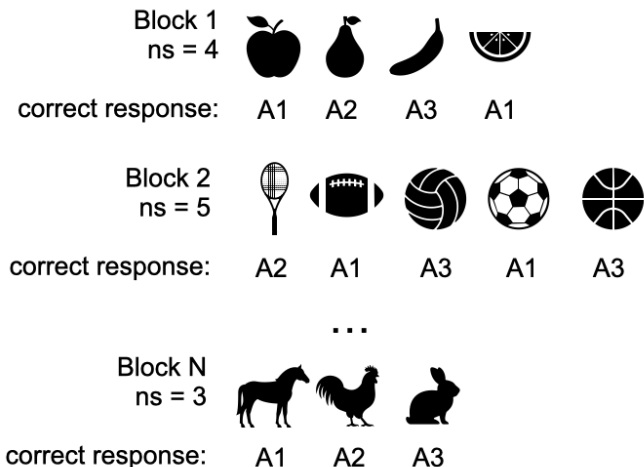 Block 1
ns = 4
correct response: A1 A2 A3 A1
Block 2
ns = 5
correct response: A2 A1 A3 A1 A3
...
Block N
ns = 3
correct response: A1 A2 A3